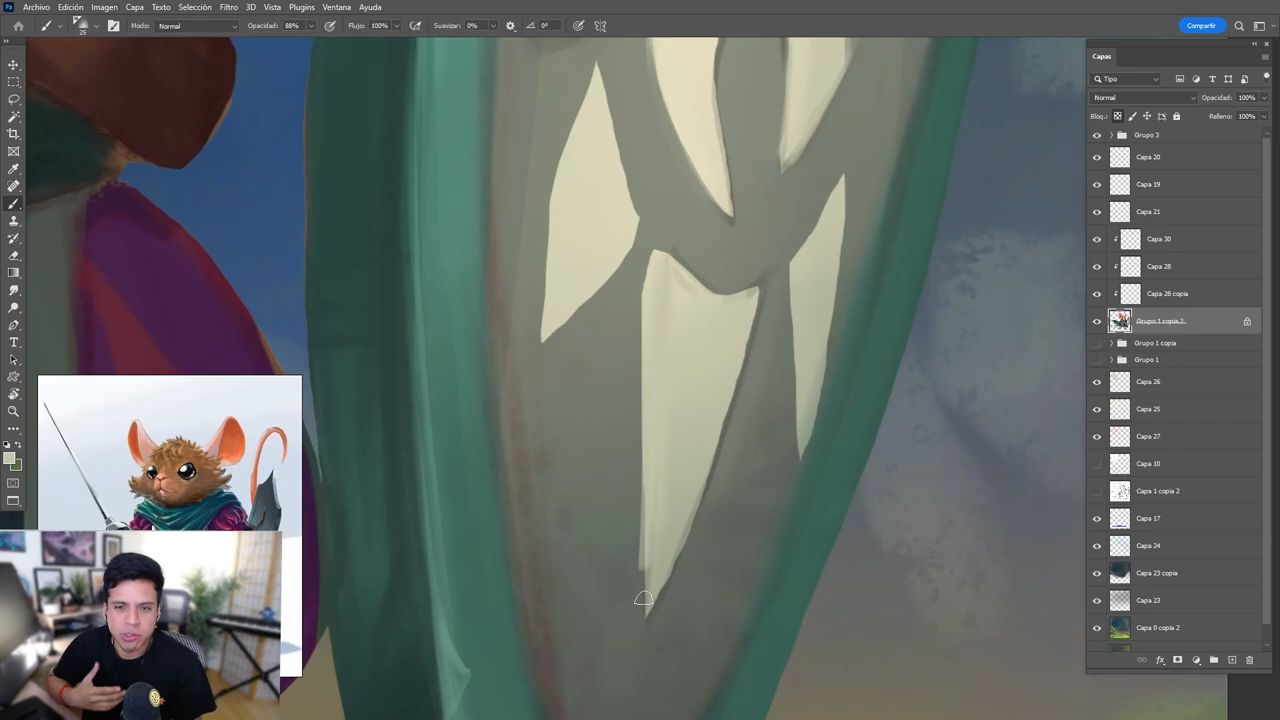 Ps Archivo Edición Imagen Capa Texto Selección Filtro 3D Vista Plugins Ventana Ayuda
25 Modo: Normal Opacidad: 88% Flujo: 100% Suavizar: 0% 0° Compartir
Capas
Tipo
Normal Opacidad: 100%
Bloq.: Relleno: 100%
Grupo 3
Capa 20
Capa 19
Capa 21
Capa 30
Capa 28
Capa 28 copia
Grupo 1 copia 2
Grupo 1 copia
Grupo 1
Capa 26
Capa 25
Capa 27
Capa 10
Capa 1 copia 2
Capa 17
Capa 24
Capa 23 copia
Capa 23
Capa 0 copia 2
fx